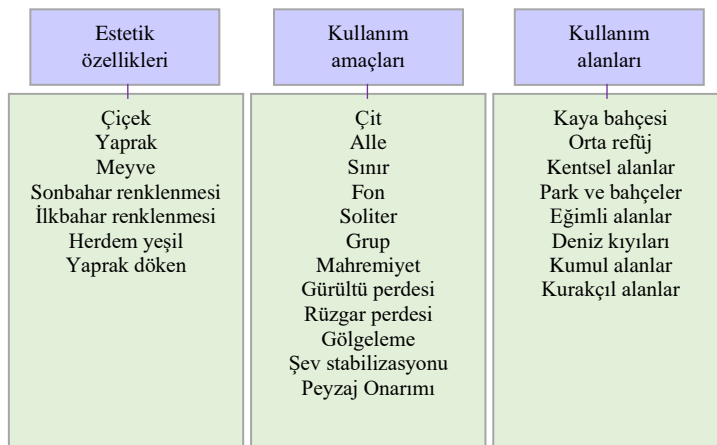 Estetik
özellikleri
Çiçek
Yaprak
Meyve
Sonbahar renklenmesi
İlkbahar renklenmesi
Herdem yeşil
Yaprak döken
Kullanım
amaçları
Çit
Alle
Sınır
Fon
Soliter
Grup
Mahremiyet
Gürültü perdesi
Rüzgar perdesi
Gölgeleme
Şev stabilizasyonu
Peyzaj Onarımı
Kullanım
alanları
Kaya bahçesi
Orta refüj
Kentsel alanlar
Park ve bahçeler
Eğimli alanlar
Deniz kıyıları
Kumul alanlar
Kurakçıl alanlar